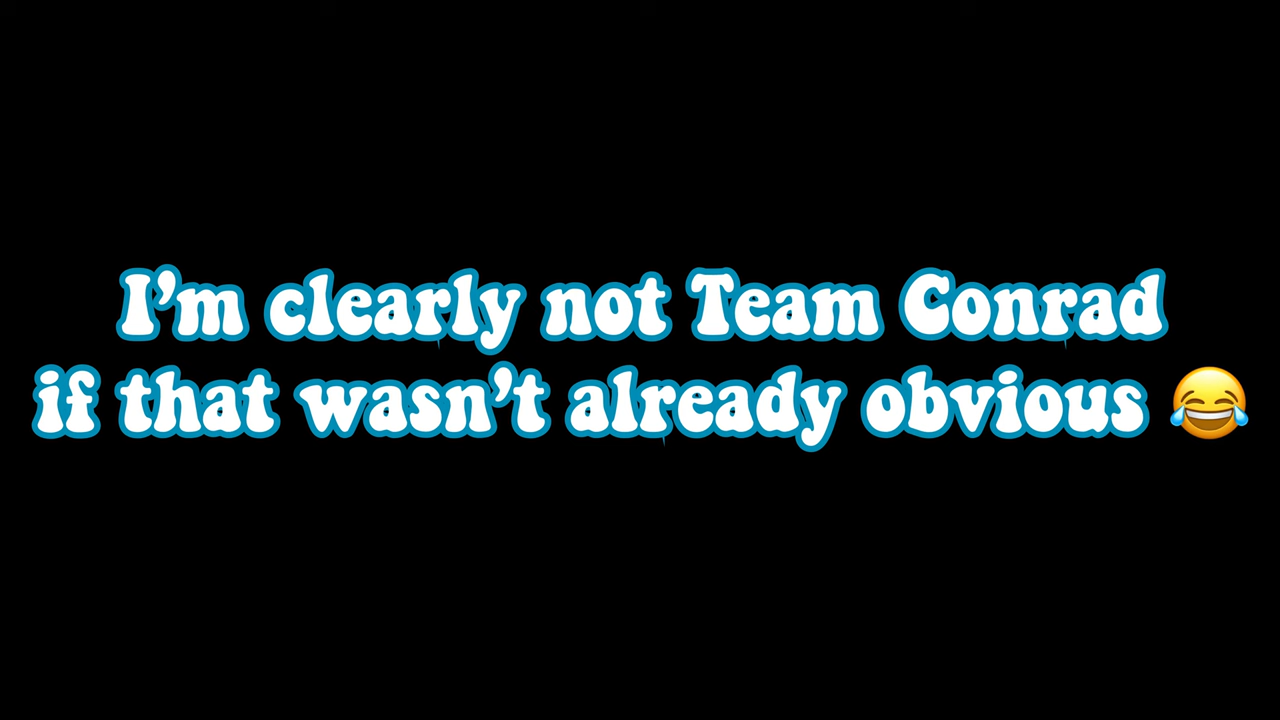 I’m clearly not Team Conrad
if that wasn’t already obvious 😂